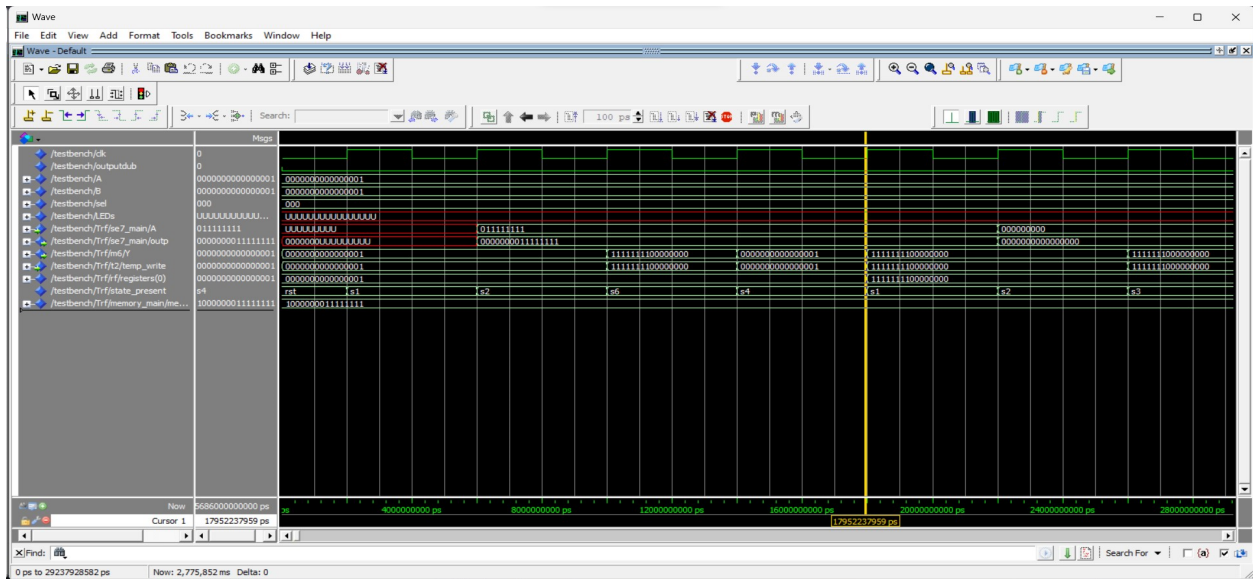 Wave
File Edit View Add Format Tools Bookmarks Window Help
Wave - Default
Search:
100 ps
Msgs
/testbench/clk 0
/testbench/outputdub 0
/testbench/A 0000000000000001 0000000000000001
/testbench/B 0000000000000001 0000000000000001
/testbench/sel 000 000
/testbench/LEDs UUUUUUUUUUU... UUUUUUUUUUUUUUUU
/testbench/Trf/se7_main/A 011111111 UUUUUUUUU 011111111 000000000
/testbench/Trf/se7_main/outp 0000000011111111 0000000UUUUUUUUU 0000000011111111 0000000000000000
/testbench/Trf/m6/Y 0000000000000001 0000000000000001 1111111100000000 0000000000000001 1111111100000000 1111111000000000
/testbench/Trf/t2/temp_write 0000000000000001 0000000000000001 1111111100000000 0000000000000001 1111111100000000 1111111000000000
/testbench/Trf/rf/registers(0) 0000000000000001 0000000000000001 1111111100000000
/testbench/Trf/state_present s4 rst s1 s2 s6 s4 s1 s2 s3
/testbench/Trf/memory_main/me... 1000000011111111 1000000011111111
Now 5686000000000 ps ps 4000000000 ps 8000000000 ps 12000000000 ps 16000000000 ps 20000000000 ps 24000000000 ps 28000000000 ps
Cursor 1 17952237959 ps 17952237959 ps
Find: Search For (a)
0 ps to 29237928582 ps Now: 2,775,852 ms Delta: 0